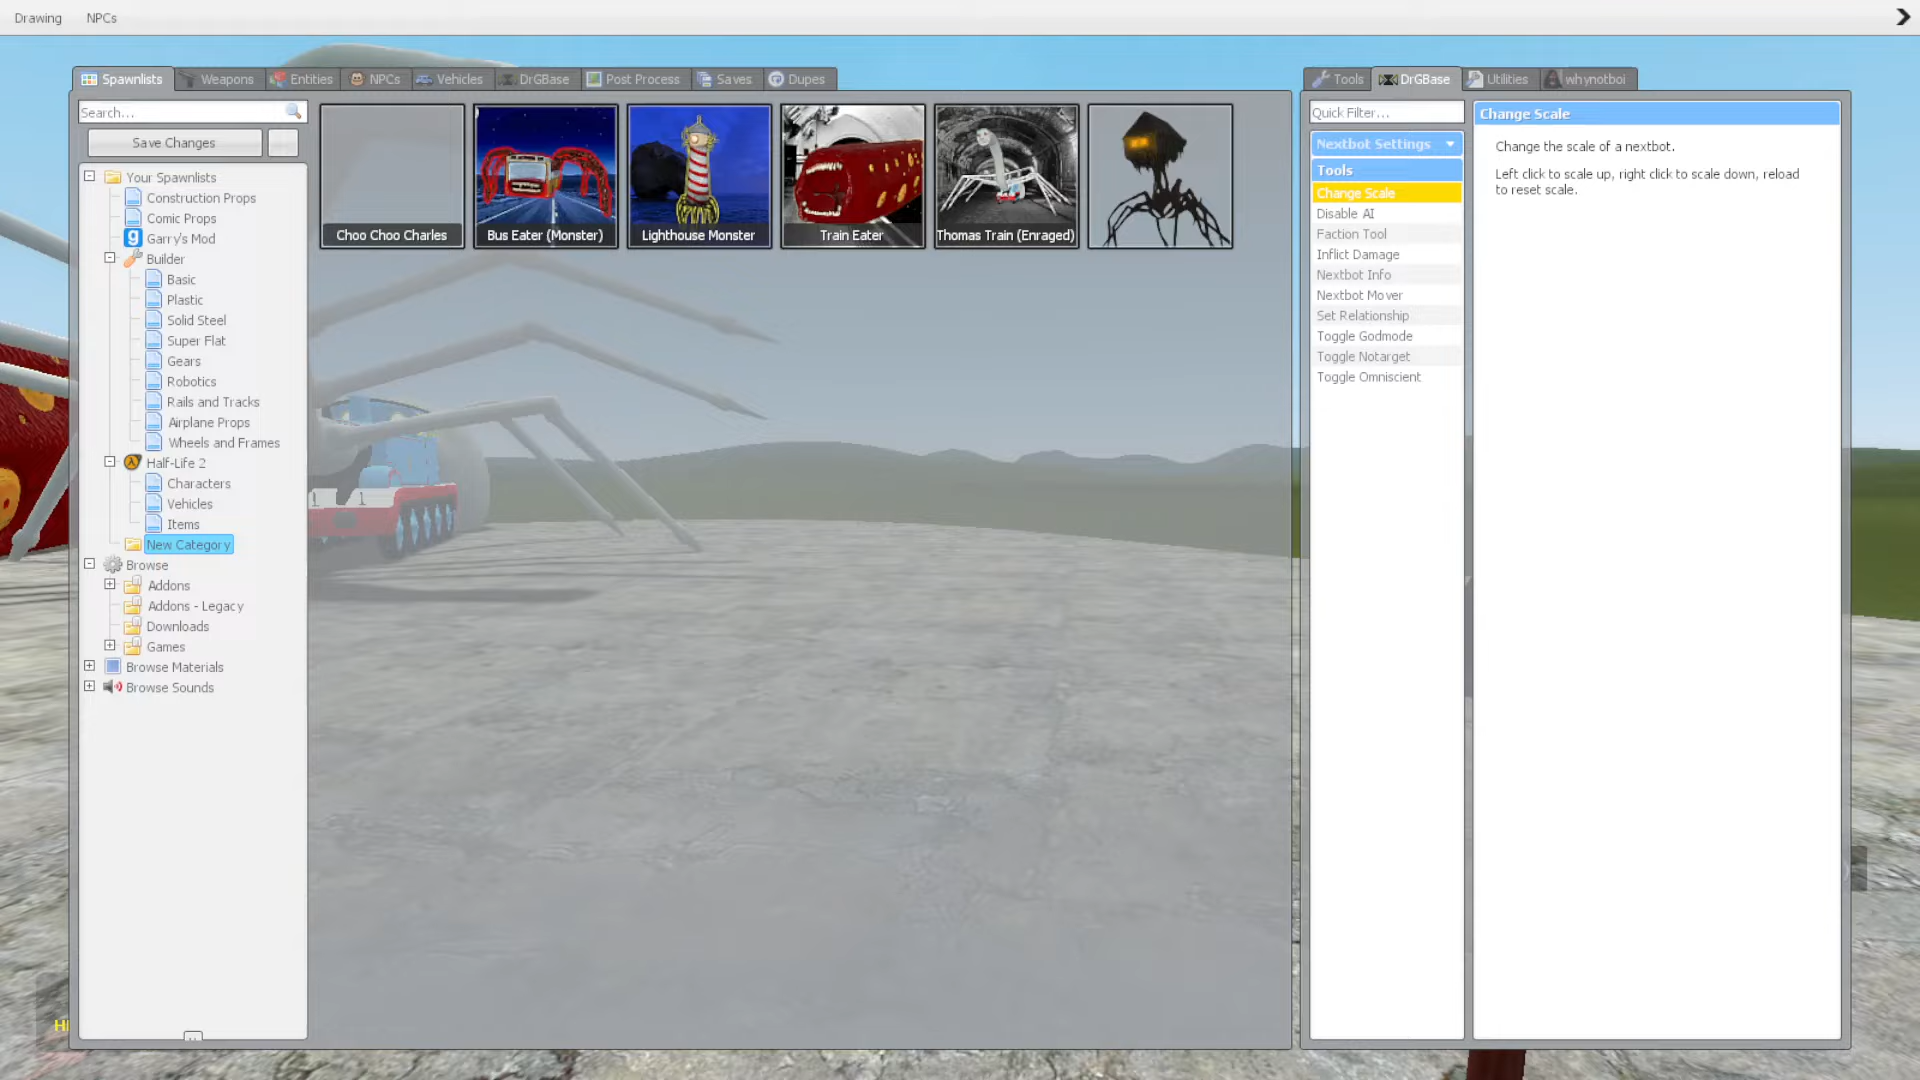 Drawing
NPCs
Spawnlists
Weapons
Entities
NPCs
Vehicles
DrGBase
Post Process
Saves
Dupes
Search...
Save Changes
Your Spawnlists
Construction Props
Comic Props
Garry's Mod
Builder
Basic
Plastic
Solid Steel
Super Flat
Gears
Robotics
Rails and Tracks
Airplane Props
Wheels and Frames
Half-Life 2
Characters
Vehicles
Items
New Category
Browse
Addons
Addons - Legacy
Downloads
Games
Browse Materials
Browse Sounds
Choo Choo Charles
Bus Eater (Monster)
Lighthouse Monster
Train Eater
Thomas Train (Enraged)
1
1
Tools
DrGBase
Utilities
whynotboi
Quick Filter...
Nextbot Settings
Tools
Change Scale
Disable AI
Faction Tool
Inflict Damage
Nextbot Info
Nextbot Mover
Set Relationship
Toggle Godmode
Toggle Notarget
Toggle Omniscient
Change Scale
Change the scale of a nextbot.
Left click to scale up, right click to scale down, reload
to reset scale.